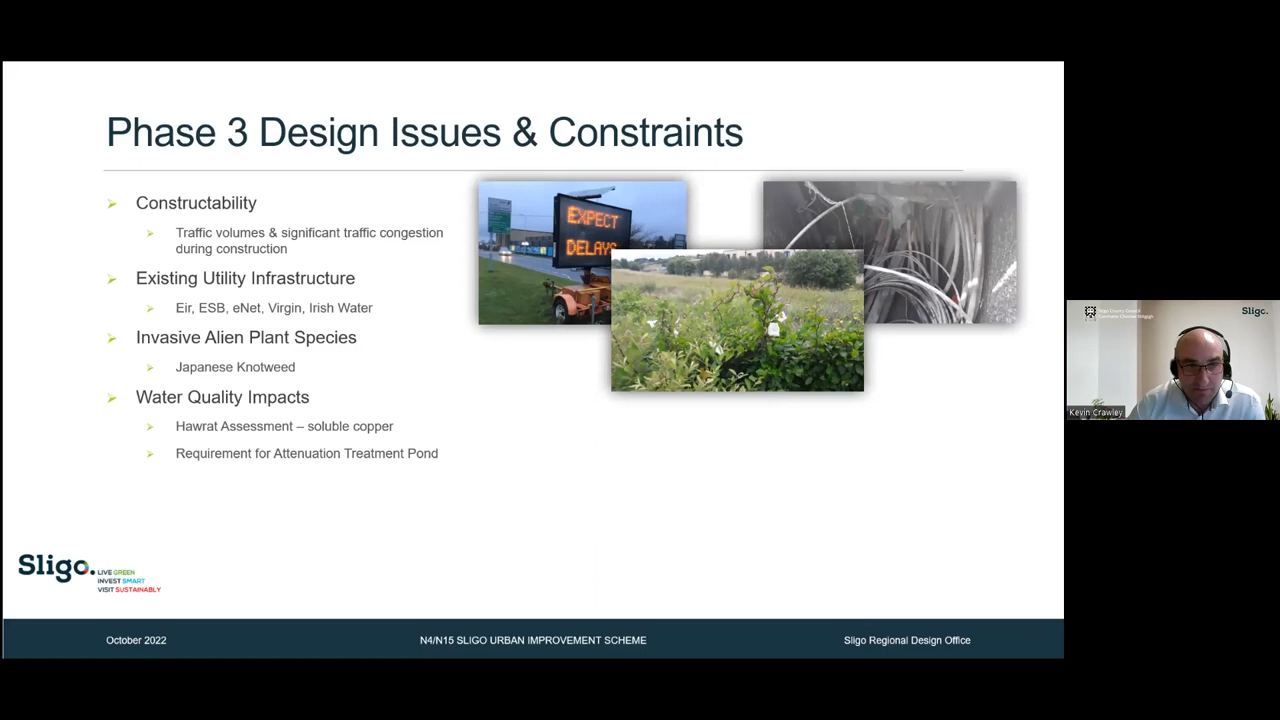 Phase 3 Design Issues & Constraints
Constructability
Traffic volumes & significant traffic congestion
during construction
Existing Utility Infrastructure
Eir, ESB, eNet, Virgin, Irish Water
Invasive Alien Plant Species
Japanese Knotweed
Water Quality Impacts
Hawrat Assessment – soluble copper
Requirement for Attenuation Treatment Pond
EXPECT
DELAYS
Sligo.
LIVE GREEN
INVEST SMART
VISIT SUSTAINABLY
October 2022
N4/N15 SLIGO URBAN IMPROVEMENT SCHEME
Sligo Regional Design Office
Sligo County Council
Sligo.
Kevin Crawley